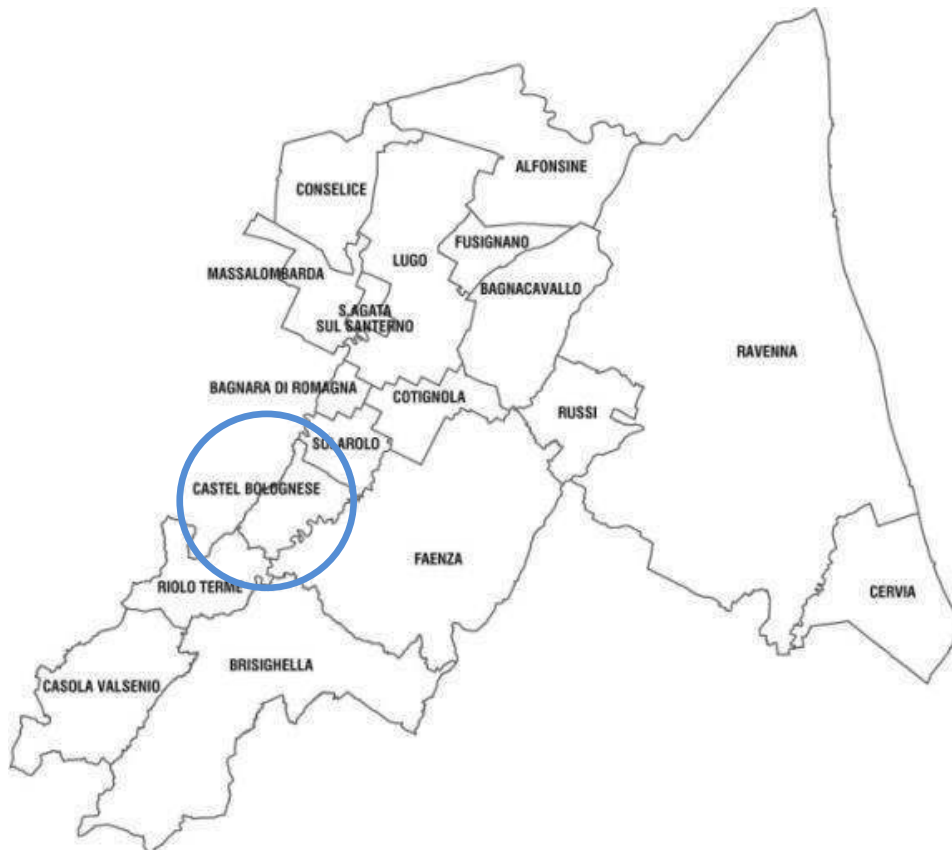 ALFONSINE
CONSELICE
FUSIGNANO
LUGO
MASSALOMBARDA
BAGNACAVALLO
S.AGATA
SUL SANTERNO
RAVENNA
BAGNARA DI ROMAGNA
COTIGNOLA
RUSSI
SOLAROLO
CASTEL BOLOGNESE
FAENZA
RIOLO TERME
CERVIA
BRISIGHELLA
CASOLA VALSENIO